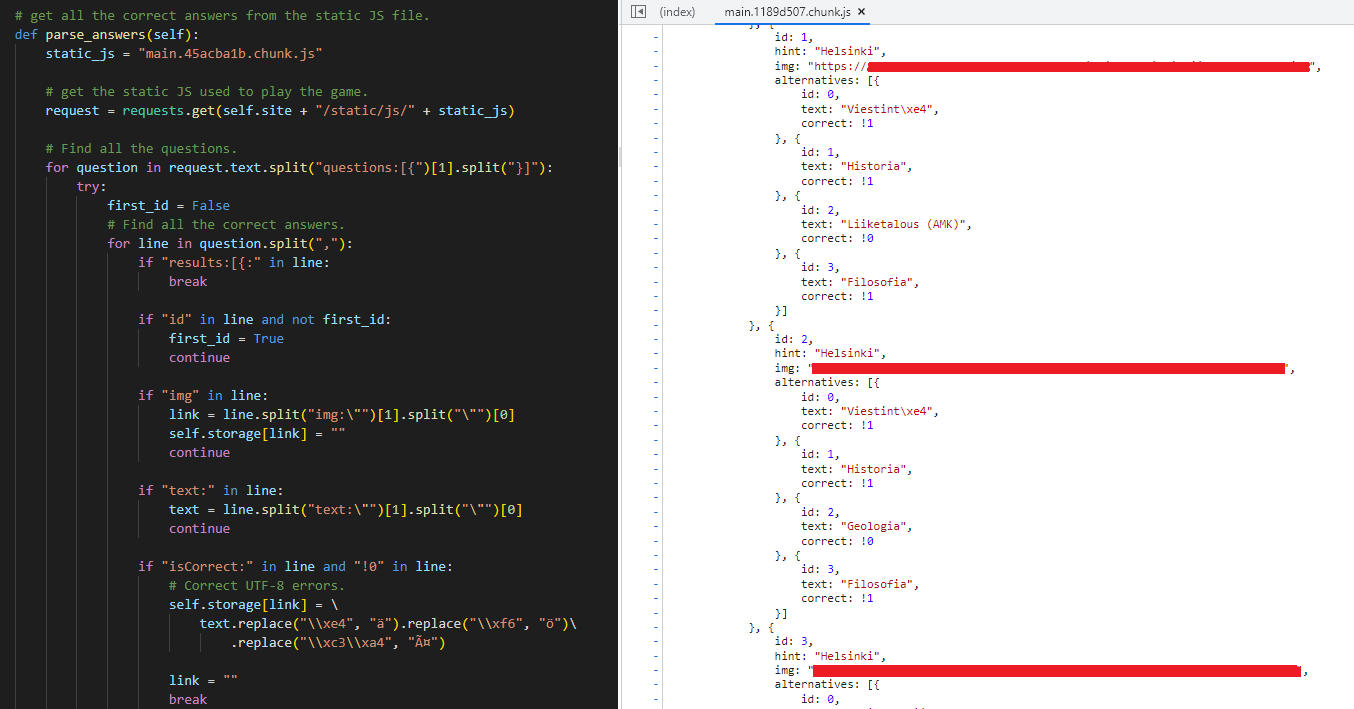 # get all the correct answers from the static JS file.
def parse_answers(self):
static_js = "main.45acba1b.chunk.js"
# get the static JS used to play the game.
request = requests.get(self.site + "/static/js/" + static_js)
# Find all the questions.
for question in request.text.split("questions:[{")[1].split("}]"):
try:
first_id = False
# Find all the correct answers.
for line in question.split(","):
if "results:[{:" in line:
break
if "id" in line and not first_id:
first_id = True
continue
if "img" in line:
link = line.split("img:\"")[1].split("\"")[0]
self.storage[link] = ""
continue
if "text:" in line:
text = line.split("text:\"")[1].split("\"")[0]
continue
if "isCorrect:" in line and "!0" in line:
# Correct UTF-8 errors.
self.storage[link] = \
text.replace("\\xe4", "ä").replace("\\xf6", "ö")\
.replace("\\xc3\\xa4", "Ã¤")
link = ""
break
(index) main.1189d507.chunk.js ×
}, {
id: 1,
hint: "Helsinki",
img: "https://",
alternatives: [{
id: 0,
text: "Viestint\xe4",
correct: !1
}, {
id: 1,
text: "Historia",
correct: !1
}, {
id: 2,
text: "Liiketalous (AMK)",
correct: !0
}, {
id: 3,
text: "Filosofia",
correct: !1
}]
}, {
id: 2,
hint: "Helsinki",
img: "",
alternatives: [{
id: 0,
text: "Viestint\xe4",
correct: !1
}, {
id: 1,
text: "Historia",
correct: !1
}, {
id: 2,
text: "Geologia",
correct: !0
}, {
id: 3,
text: "Filosofia",
correct: !1
}]
}, {
id: 3,
hint: "Helsinki",
img: "",
alternatives: [{
id: 0,